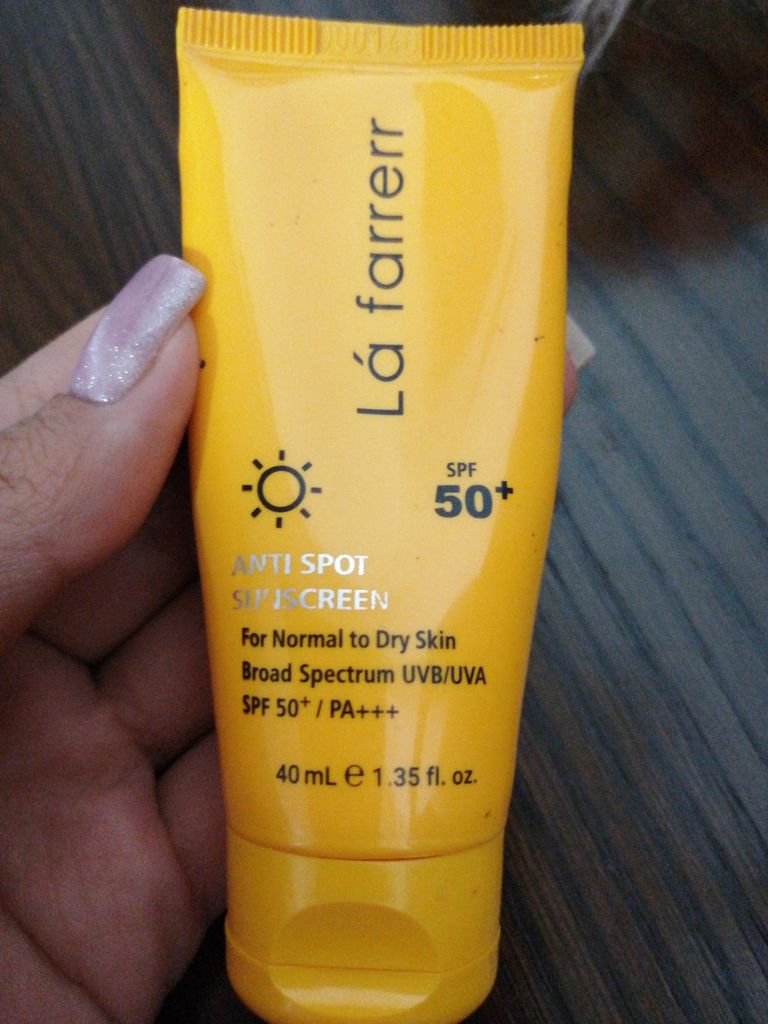 Lá farrerr
SPF
50+
ANTI SPOT
SUNSCREEN
For Normal to Dry Skin
Broad Spectrum UVB/UVA
SPF 50+ / PA+++
40 mL ℮ 1.35 fl. oz.